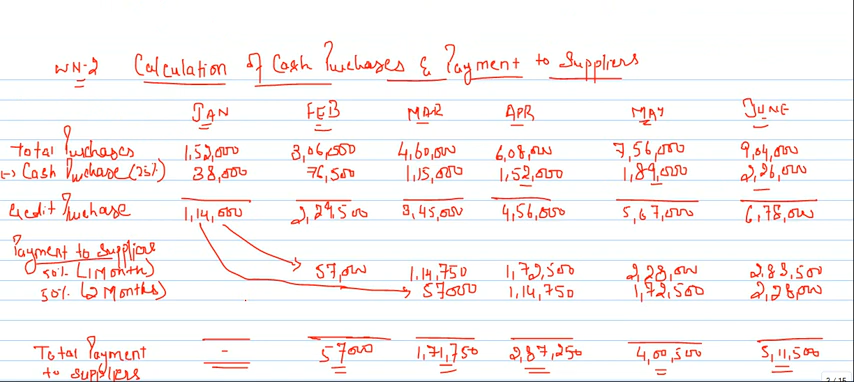 WN-2 Calculation of Cash Purchases & Payment to Suppliers
JAN FEB MAR APR MAY JUNE
Total Purchases 1,52,000 3,06,000 4,60,000 6,08,000 7,56,000 9,04,000
(-) Cash Purchase (25%) 38,000 76,500 1,15,000 1,52,000 1,89,000 2,26,000
Credit Purchase 1,14,000 2,29,500 3,45,000 4,56,000 5,67,000 6,78,000
Payment to Suppliers
50% (1 Month) 57,000 1,14,750 1,72,500 2,28,000 2,83,500
50% (2 Months) 57000 1,14,750 1,72,500 2,28,000
Total Payment - 57000 1,71,750 2,87,250 4,00,500 5,11,500
to suppliers
2/15